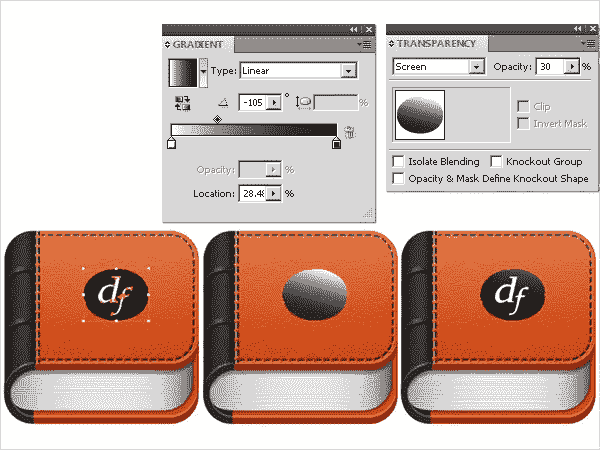 GRADIENT
Type: Linear
-105 °
%
Opacity: %
Location: 28.48 %
TRANSPARENCY
Screen Opacity: 30 %
Clip
Invert Mask
Isolate Blending Knockout Group
Opacity & Mask Define Knockout Shape
df
df